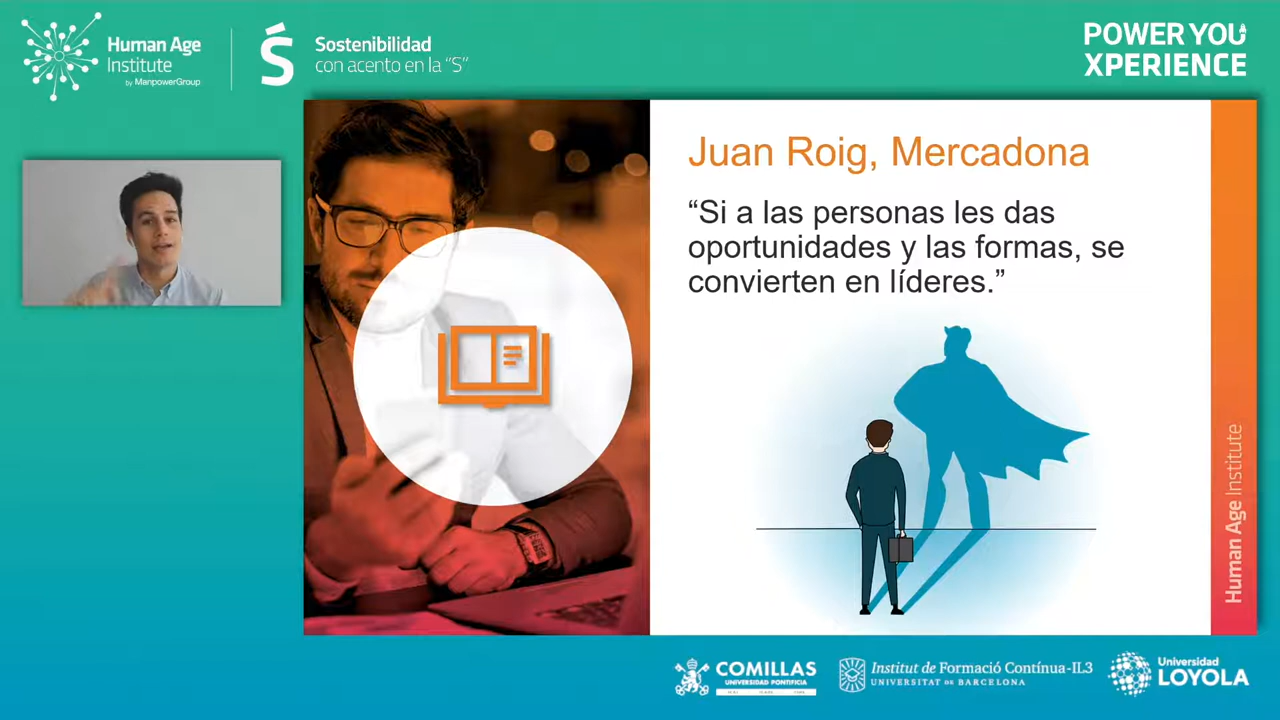 Human Age
Institute
by ManpowerGroup
Ś
Sostenibilidad
con acento en la “S”
POWER YOU
XPERIENCE
Juan Roig, Mercadona
“Si a las personas les das
oportunidades y las formas, se
convierten en líderes.”
Human Age Institute
COMILLAS
UNIVERSIDAD PONTIFICIA
Institut de Formació Contínua-IL3
UNIVERSITAT DE BARCELONA
Universidad
LOYOLA